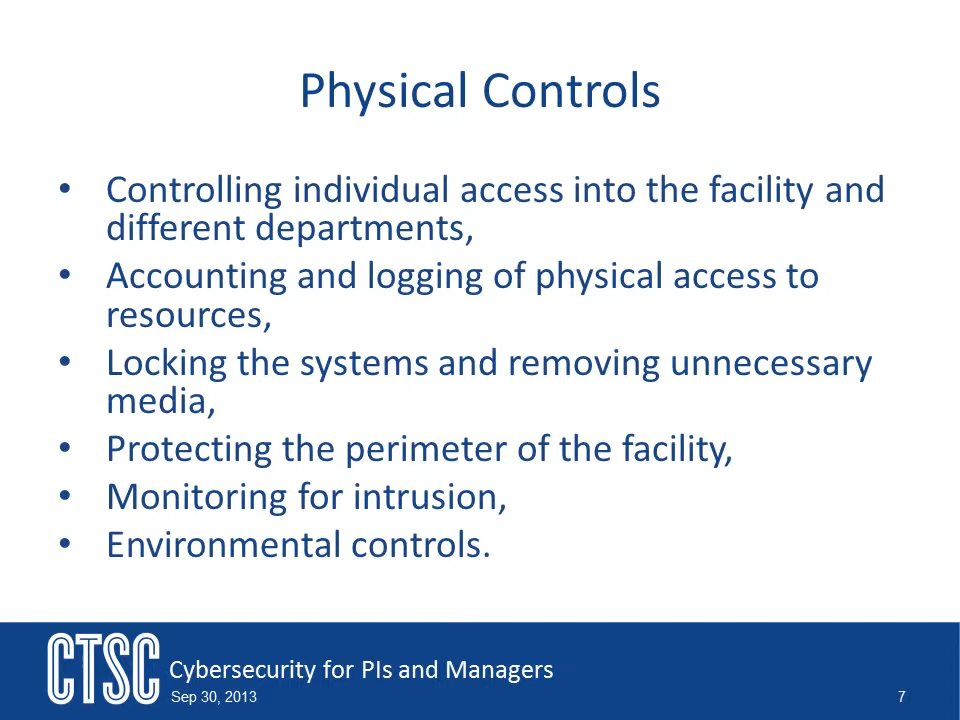 Physical Controls
• Controlling individual access into the facility and
different departments,
• Accounting and logging of physical access to
resources,
• Locking the systems and removing unnecessary
media,
• Protecting the perimeter of the facility,
• Monitoring for intrusion,
• Environmental controls.
CTSC
Cybersecurity for PIs and Managers
Sep 30, 2013
7